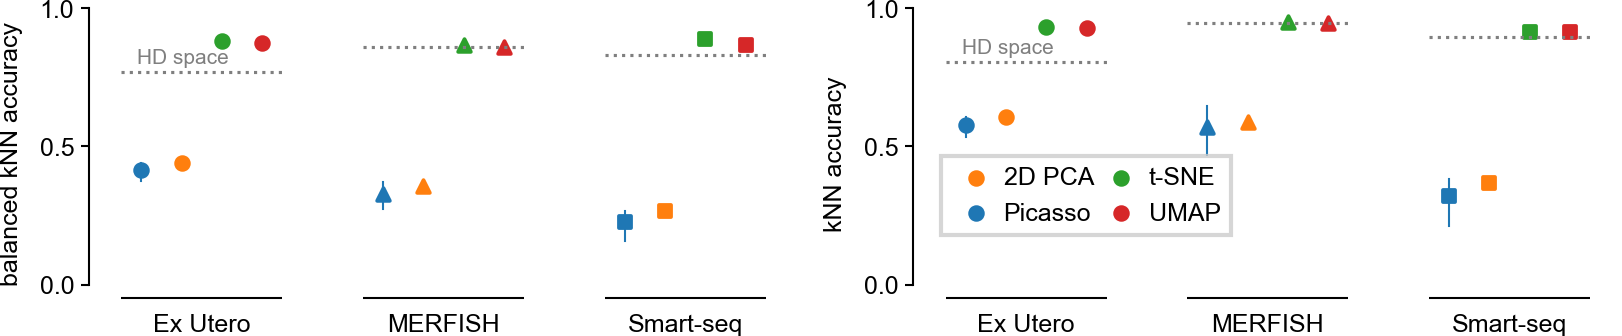 balanced kNN accuracy
1.0
0.5
0.0
HD space
Ex Utero
MERFISH
Smart-seq
kNN accuracy
1.0
0.5
0.0
HD space
2D PCA
t-SNE
Picasso
UMAP
Ex Utero
MERFISH
Smart-seq